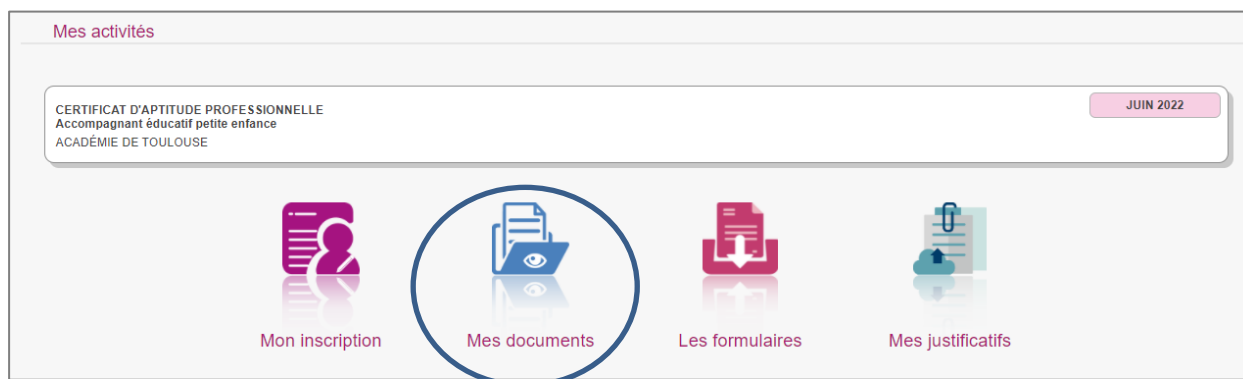 Mes activités
CERTIFICAT D'APTITUDE PROFESSIONNELLE
JUIN 2022
Accompagnant éducatif petite enfance
ACADÉMIE DE TOULOUSE
Mon inscription
Mes documents
Les formulaires
Mes justificatifs